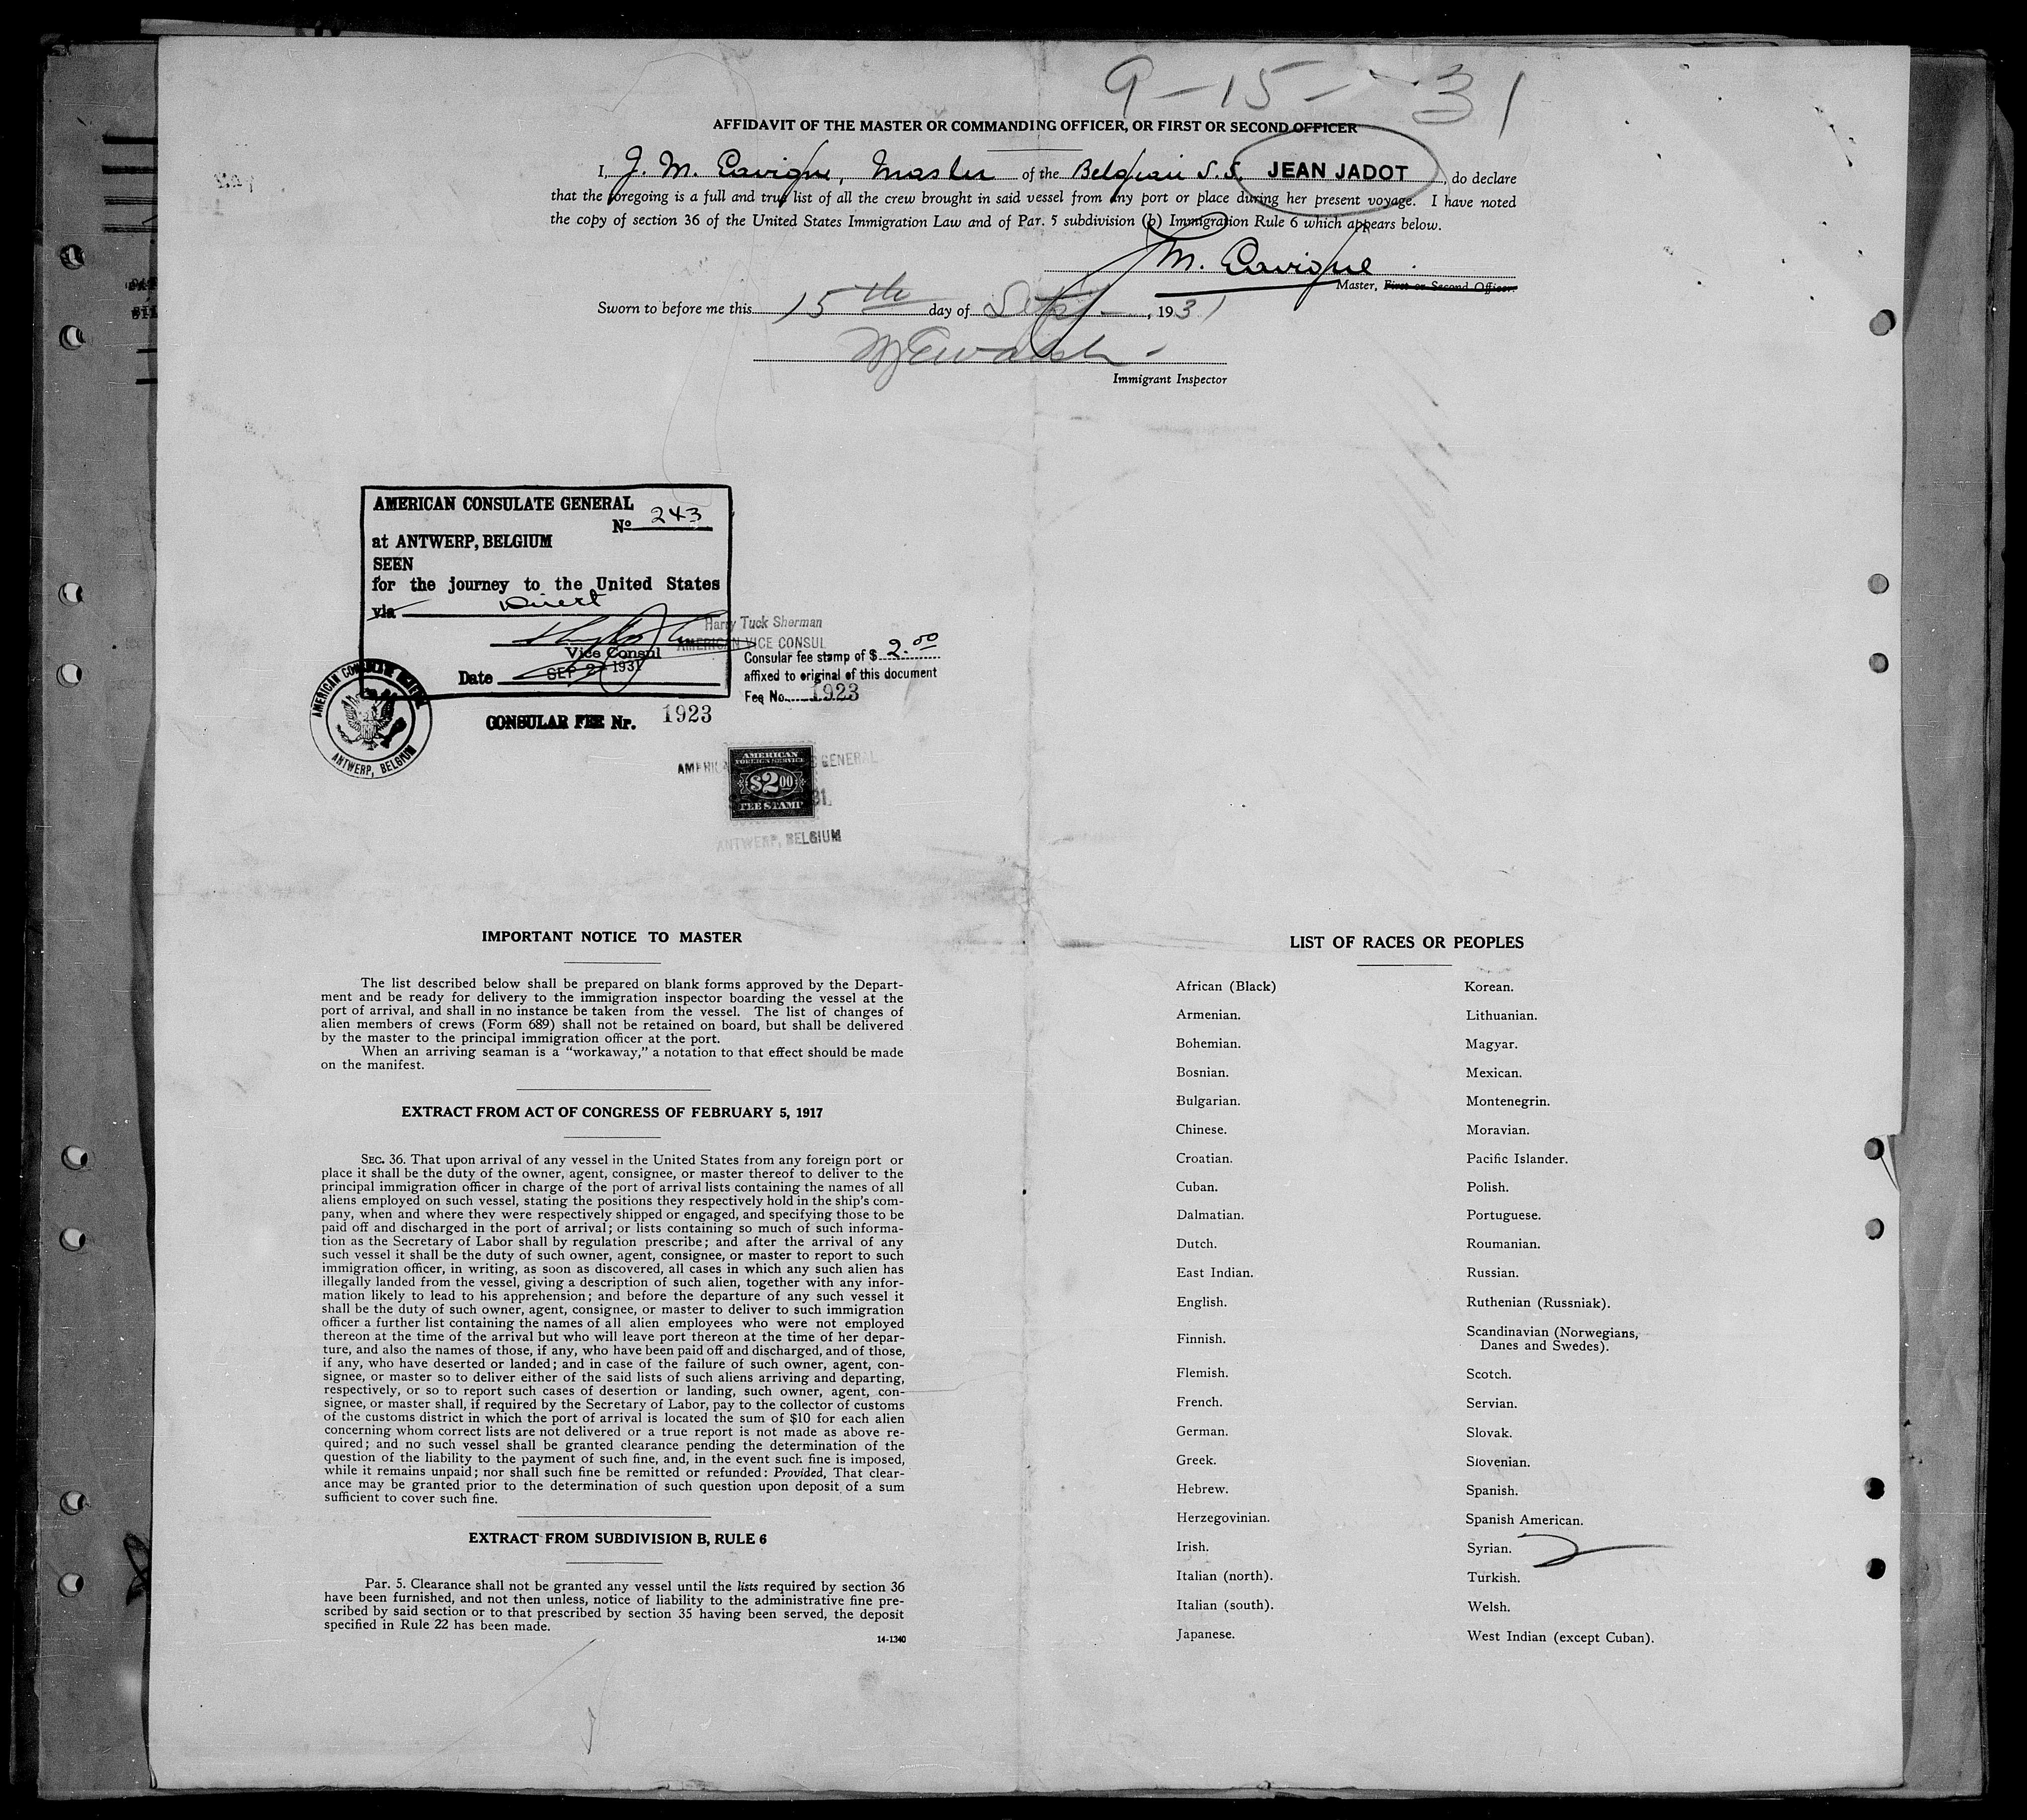 9-15-31
AFFIDAVIT OF THE MASTER OR COMMANDING OFFICER, OR FIRST OR SECOND OFFICER
I, J. M. Lavigne, Master of the Belgian S.S. JEAN JADOT, do declare
that the foregoing is a full and true list of all the crew brought in said vessel from any port or place during her present voyage. I have noted
the copy of section 36 of the United States Immigration Law and of Par. 5 subdivision (b) Immigration Rule 6 which appears below.
J M. Lavigne
Master, First or Second Officer.
Sworn to before me this 15th day of Sept, 1931
Immigrant Inspector
AMERICAN CONSULATE GENERAL
No 243
at ANTWERP, BELGIUM
SEEN
for the journey to the United States
via Direct
Harry Tuck Sherman
AMERICAN VICE CONSUL
Vice Consul
Date SEP 2 1931
Consular fee stamp of $ 2.00
affixed to original of this document
Fee No. 1923
AMERICAN CONSULATE GENERAL
ANTWERP, BELGIUM
CONSULAR FEE Nr. 1923
AMERICAN
FOREIGN SERVICE
$2.00
FEE STAMP
GENERAL
ANTWERP, BELGIUM
IMPORTANT NOTICE TO MASTER
The list described below shall be prepared on blank forms approved by the Depart-
ment and be ready for delivery to the immigration inspector boarding the vessel at the
port of arrival, and shall in no instance be taken from the vessel. The list of changes of
alien members of crews (Form 689) shall not be retained on board, but shall be delivered
by the master to the principal immigration officer at the port.
When an arriving seaman is a “workaway,” a notation to that effect should be made
on the manifest.
EXTRACT FROM ACT OF CONGRESS OF FEBRUARY 5, 1917
SEC. 36. That upon arrival of any vessel in the United States from any foreign port or
place it shall be the duty of the owner, agent, consignee, or master thereof to deliver to the
principal immigration officer in charge of the port of arrival lists containing the names of all
aliens employed on such vessel, stating the positions they respectively hold in the ship's com-
pany, when and where they were respectively shipped or engaged, and specifying those to be
paid off and discharged in the port of arrival; or lists containing so much of such informa-
tion as the Secretary of Labor shall by regulation prescribe; and after the arrival of any
such vessel it shall be the duty of such owner, agent, consignee, or master to report to such
immigration officer, in writing, as soon as discovered, all cases in which any such alien has
illegally landed from the vessel, giving a description of such alien, together with any infor-
mation likely to lead to his apprehension; and before the departure of any such vessel it
shall be the duty of such owner, agent, consignee, or master to deliver to such immigration
officer a further list containing the names of all alien employees who were not employed
thereon at the time of the arrival but who will leave port thereon at the time of her depar-
ture, and also the names of those, if any, who have been paid off and discharged, and of those,
if any, who have deserted or landed; and in case of the failure of such owner, agent, con-
signee, or master so to deliver either of the said lists of such aliens arriving and departing,
respectively, or so to report such cases of desertion or landing, such owner, agent, con-
signee, or master shall, if required by the Secretary of Labor, pay to the collector of customs
of the customs district in which the port of arrival is located the sum of $10 for each alien
concerning whom correct lists are not delivered or a true report is not made as above re-
quired; and no such vessel shall be granted clearance pending the determination of the
question of the liability to the payment of such fine, and, in the event such fine is imposed,
while it remains unpaid; nor shall such fine be remitted or refunded: Provided, That clear-
ance may be granted prior to the determination of such question upon deposit of a sum
sufficient to cover such fine.
EXTRACT FROM SUBDIVISION B, RULE 6
Par. 5. Clearance shall not be granted any vessel until the lists required by section 36
have been furnished, and not then unless, notice of liability to the administrative fine pre-
scribed by said section or to that prescribed by section 35 having been served, the deposit
specified in Rule 22 has been made.
14-1340
LIST OF RACES OR PEOPLES
African (Black)
Armenian.
Bohemian.
Bosnian.
Bulgarian.
Chinese.
Croatian.
Cuban.
Dalmatian.
Dutch.
East Indian.
English.
Finnish.
Flemish.
French.
German.
Greek.
Hebrew.
Herzegovinian.
Irish.
Italian (north).
Italian (south).
Japanese.
Korean.
Lithuanian.
Magyar.
Mexican.
Montenegrin.
Moravian.
Pacific Islander.
Polish.
Portuguese.
Roumanian.
Russian.
Ruthenian (Russniak).
Scandinavian (Norwegians,
Danes and Swedes).
Scotch.
Servian.
Slovak.
Slovenian.
Spanish.
Spanish American.
Syrian.
Turkish.
Welsh.
West Indian (except Cuban).